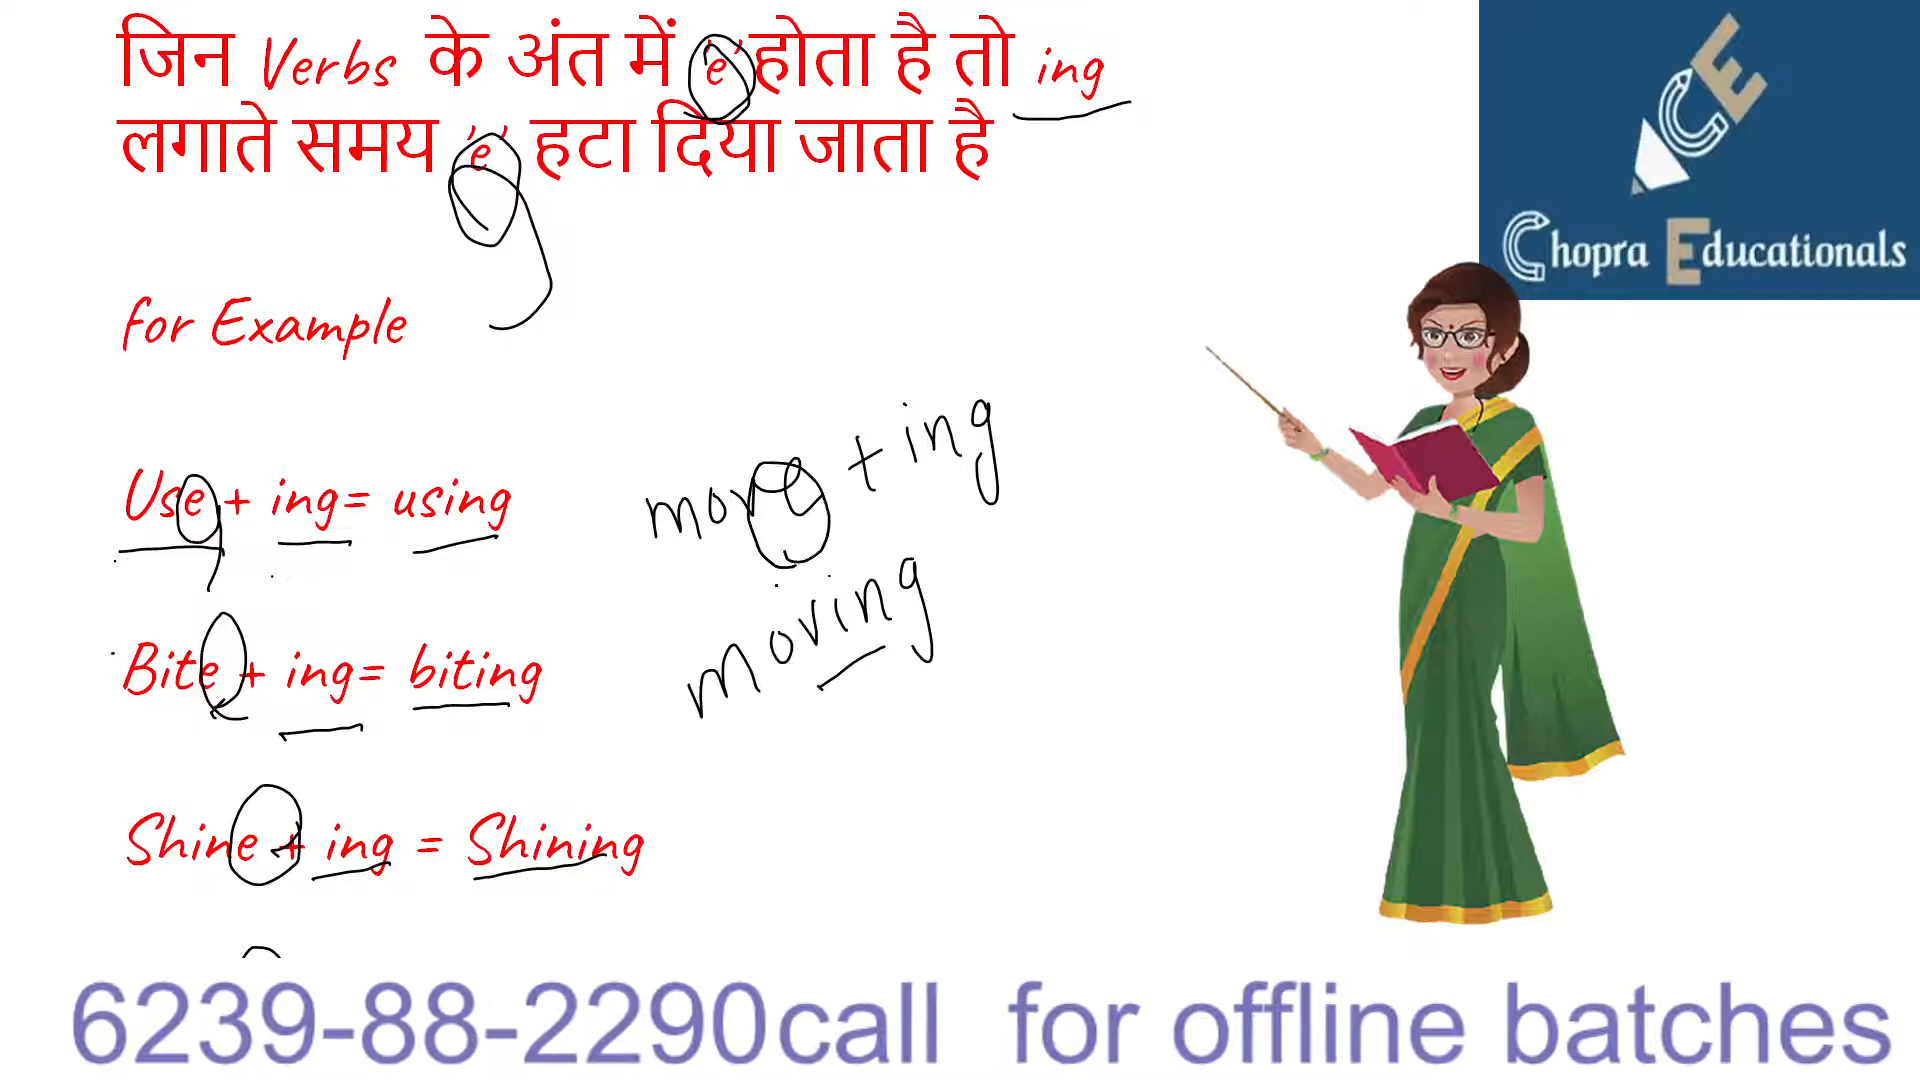 जिन Verbs के अंत में 'e' होता है तो ing
लगाते समय 'e' हटा दिया जाता है
for Example
Use + ing= using
Bite + ing= biting
Shine + ing = Shining
move + ing
moving
Chopra Educationals
6239-88-2290call for offline batches